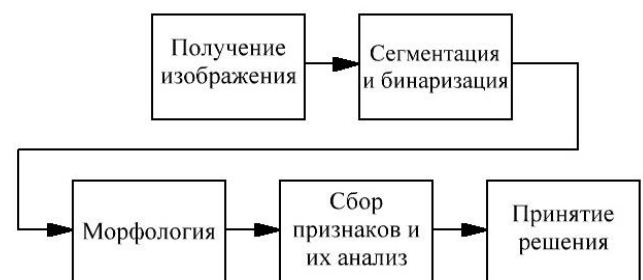 Получение
изображения
Сегментация
и бинаризация
Морфология
Сбор
признаков и
их анализ
Принятие
решения